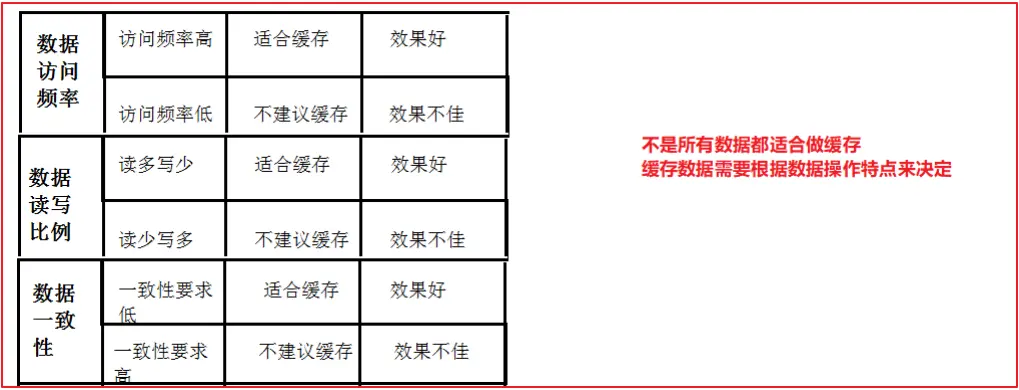 数据
访问
频率
访问频率高 适合缓存 效果好
访问频率低 不建议缓存 效果不佳
数据
读写
比例
读多写少 适合缓存 效果好
读少写多 不建议缓存 效果不佳
数据
一致
性
一致性要求
低
适合缓存 效果好
一致性要求
高
不建议缓存 效果不佳
不是所有数据都适合做缓存
缓存数据需要根据数据操作特点来决定